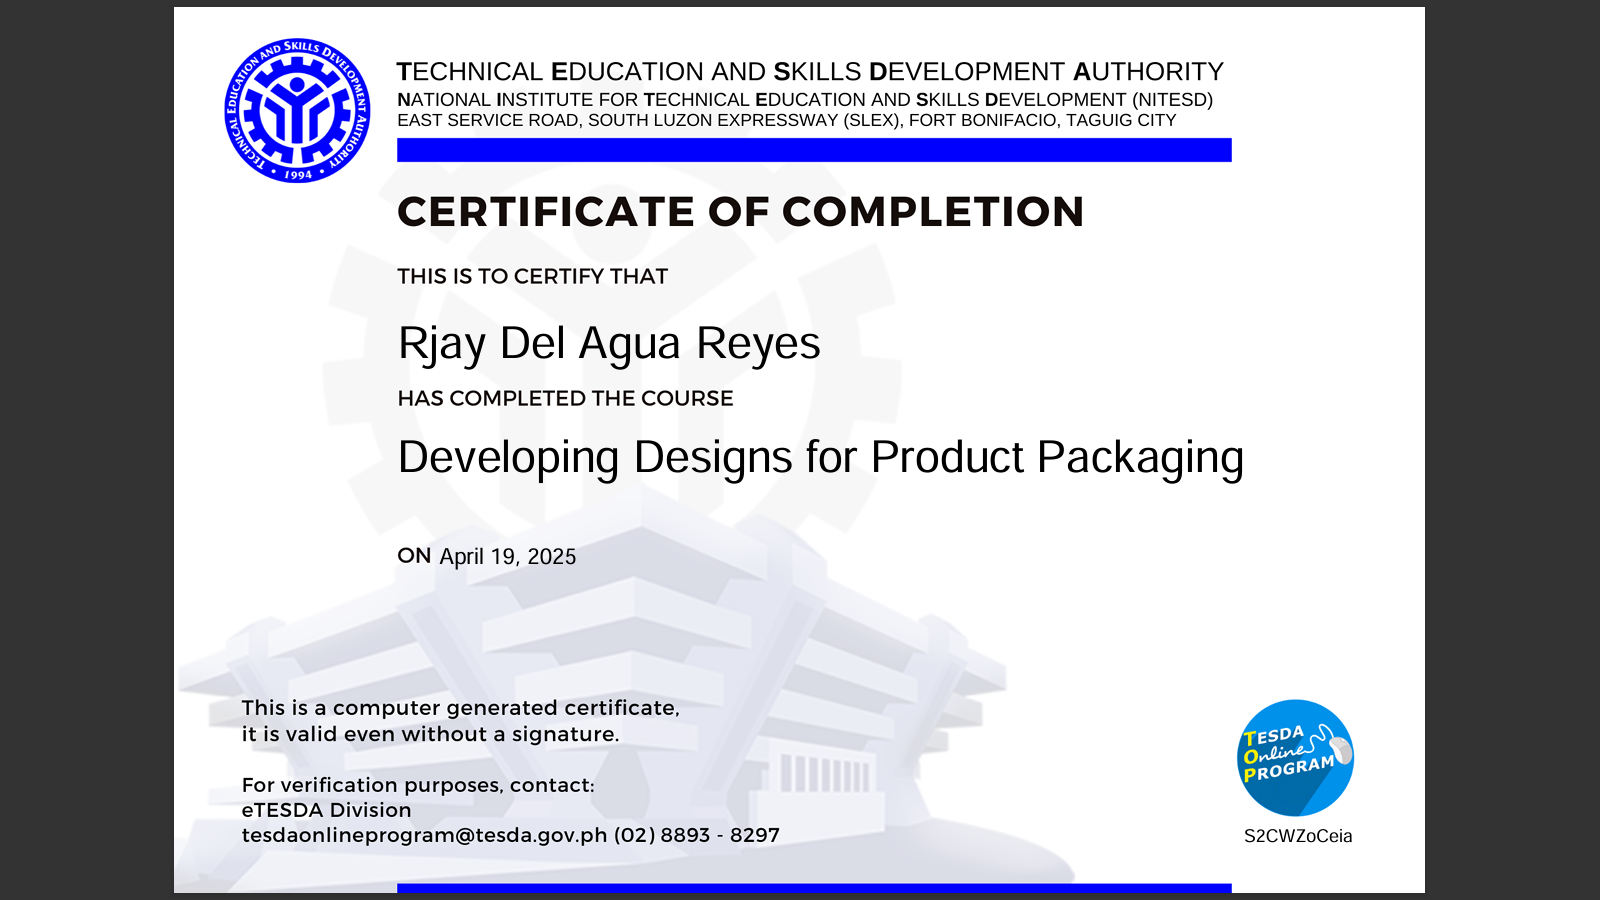 TECHNICAL EDUCATION AND SKILLS DEVELOPMENT AUTHORITY
• 1994 •
TECHNICAL EDUCATION AND SKILLS DEVELOPMENT AUTHORITY
NATIONAL INSTITUTE FOR TECHNICAL EDUCATION AND SKILLS DEVELOPMENT (NITESD)
EAST SERVICE ROAD, SOUTH LUZON EXPRESSWAY (SLEX), FORT BONIFACIO, TAGUIG CITY
CERTIFICATE OF COMPLETION
THIS IS TO CERTIFY THAT
Rjay Del Agua Reyes
HAS COMPLETED THE COURSE
Developing Designs for Product Packaging
ON April 19, 2025
This is a computer generated certificate,
it is valid even without a signature.
For verification purposes, contact:
eTESDA Division
tesdaonlineprogram@tesda.gov.ph (02) 8893 - 8297
TESDA
Online
PROGRAM
S2CWZoCeia